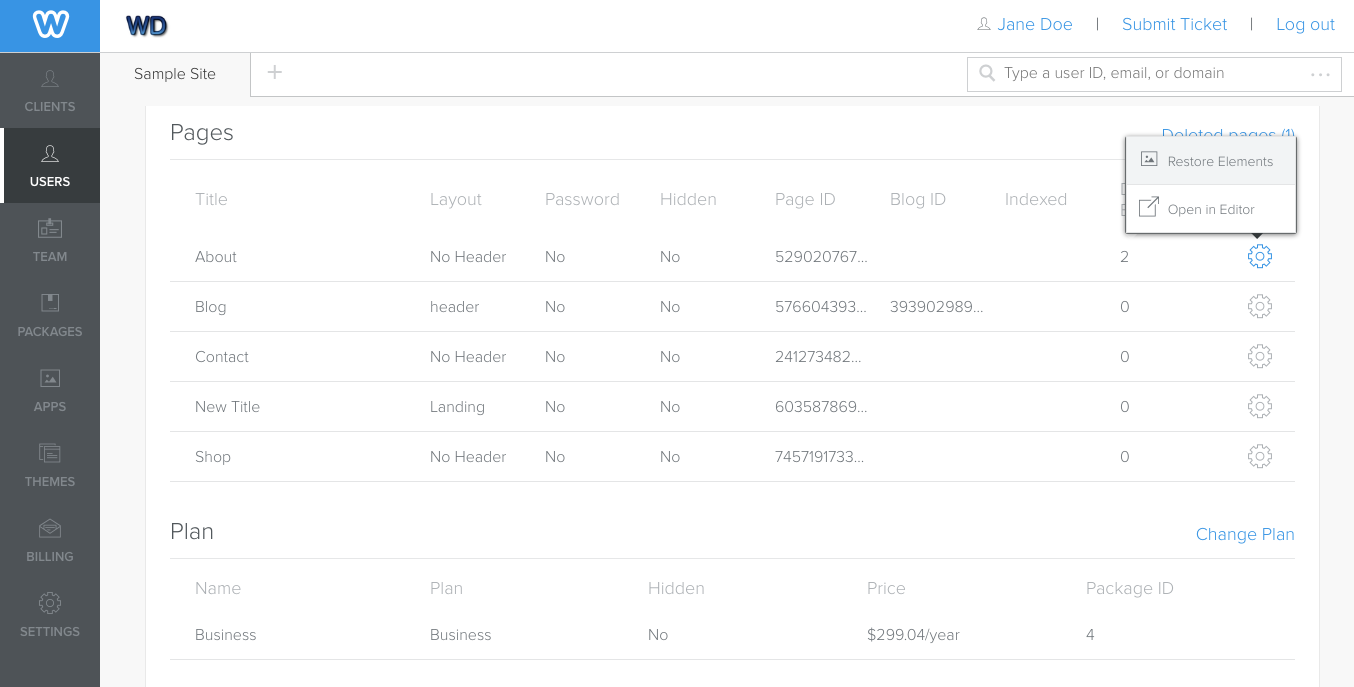 WD
Jane Doe | Submit Ticket | Log out
Sample Site
Type a user ID, email, or domain
CLIENTS
USERS
TEAM
PACKAGES
APPS
THEMES
BILLING
SETTINGS
Pages
Deleted pages (1)
Restore Elements
Open in Editor
Title Layout Password Hidden Page ID Blog ID Indexed
About No Header No No 529020767... 2
Blog header No No 576604393... 393902989... 0
Contact No Header No No 241273482... 0
New Title Landing No No 603587869... 0
Shop No Header No No 7457191733... 0
Plan
Change Plan
Name Plan Hidden Price Package ID
Business Business No $299.04/year 4